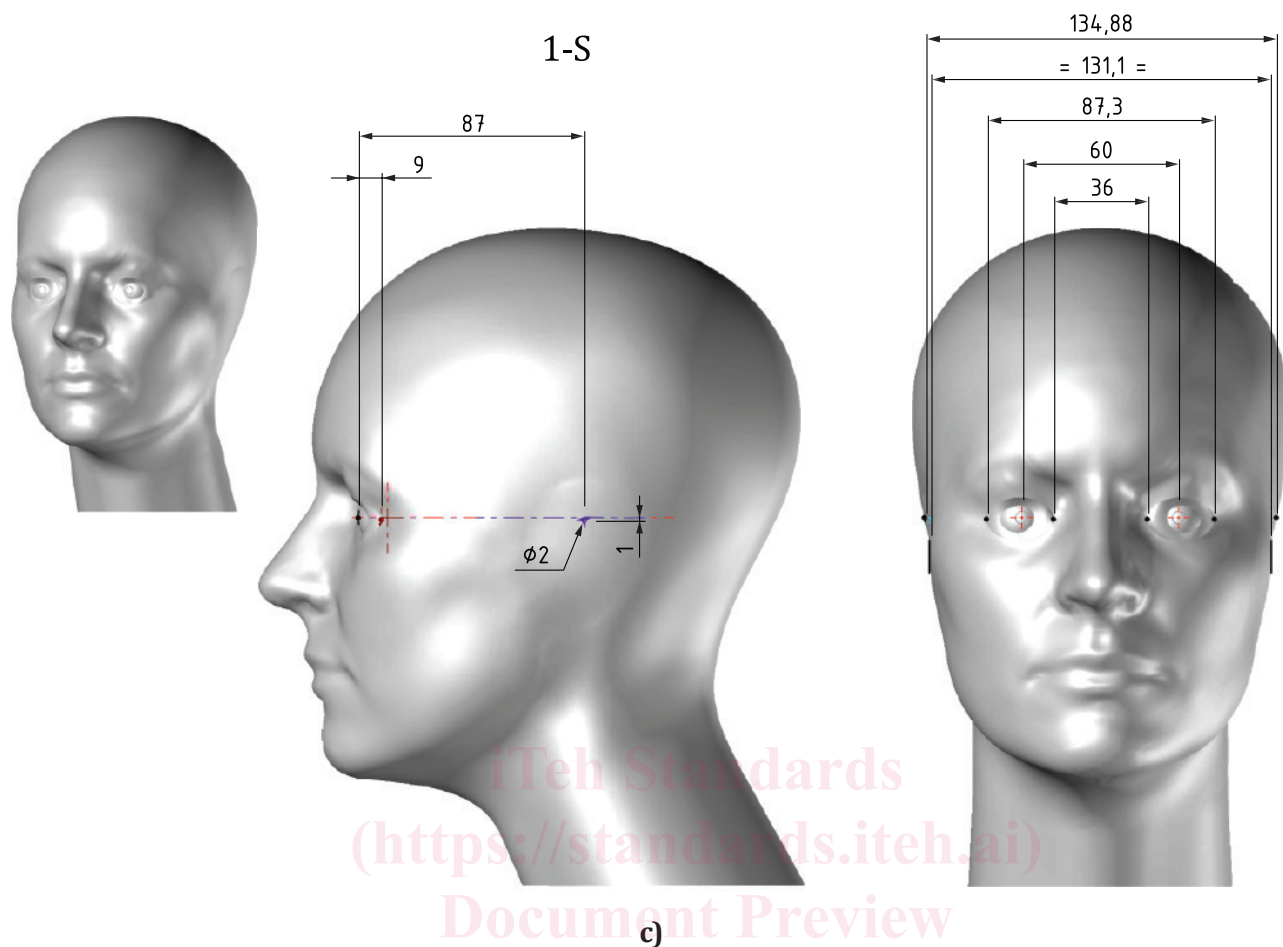 1-S
134,88
= 131,1 =
87,3
60
36
87
9
ϕ2
1
iTeh Standards
(https://standards.iteh.ai)
Document Preview
c)